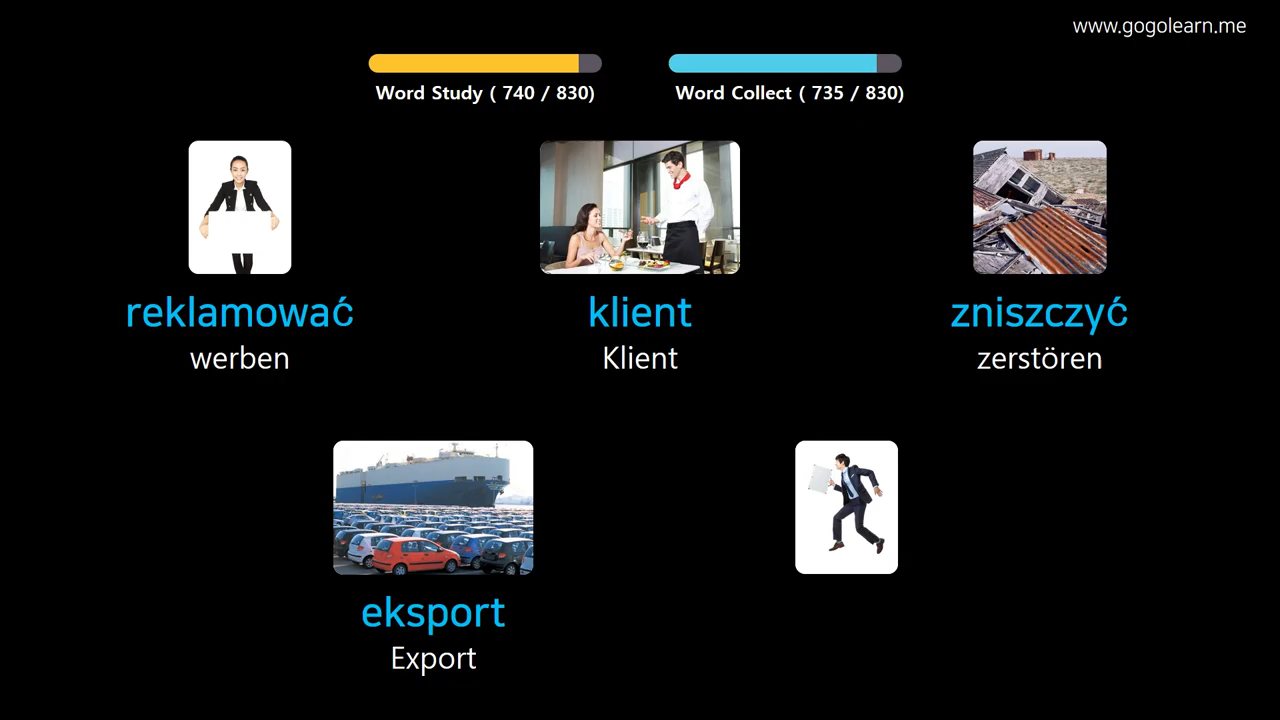 www.gogolearn.me
Word Study ( 740 / 830)
Word Collect ( 735 / 830)
reklamować
werben
klient
Klient
zniszczyć
zerstören
eksport
Export